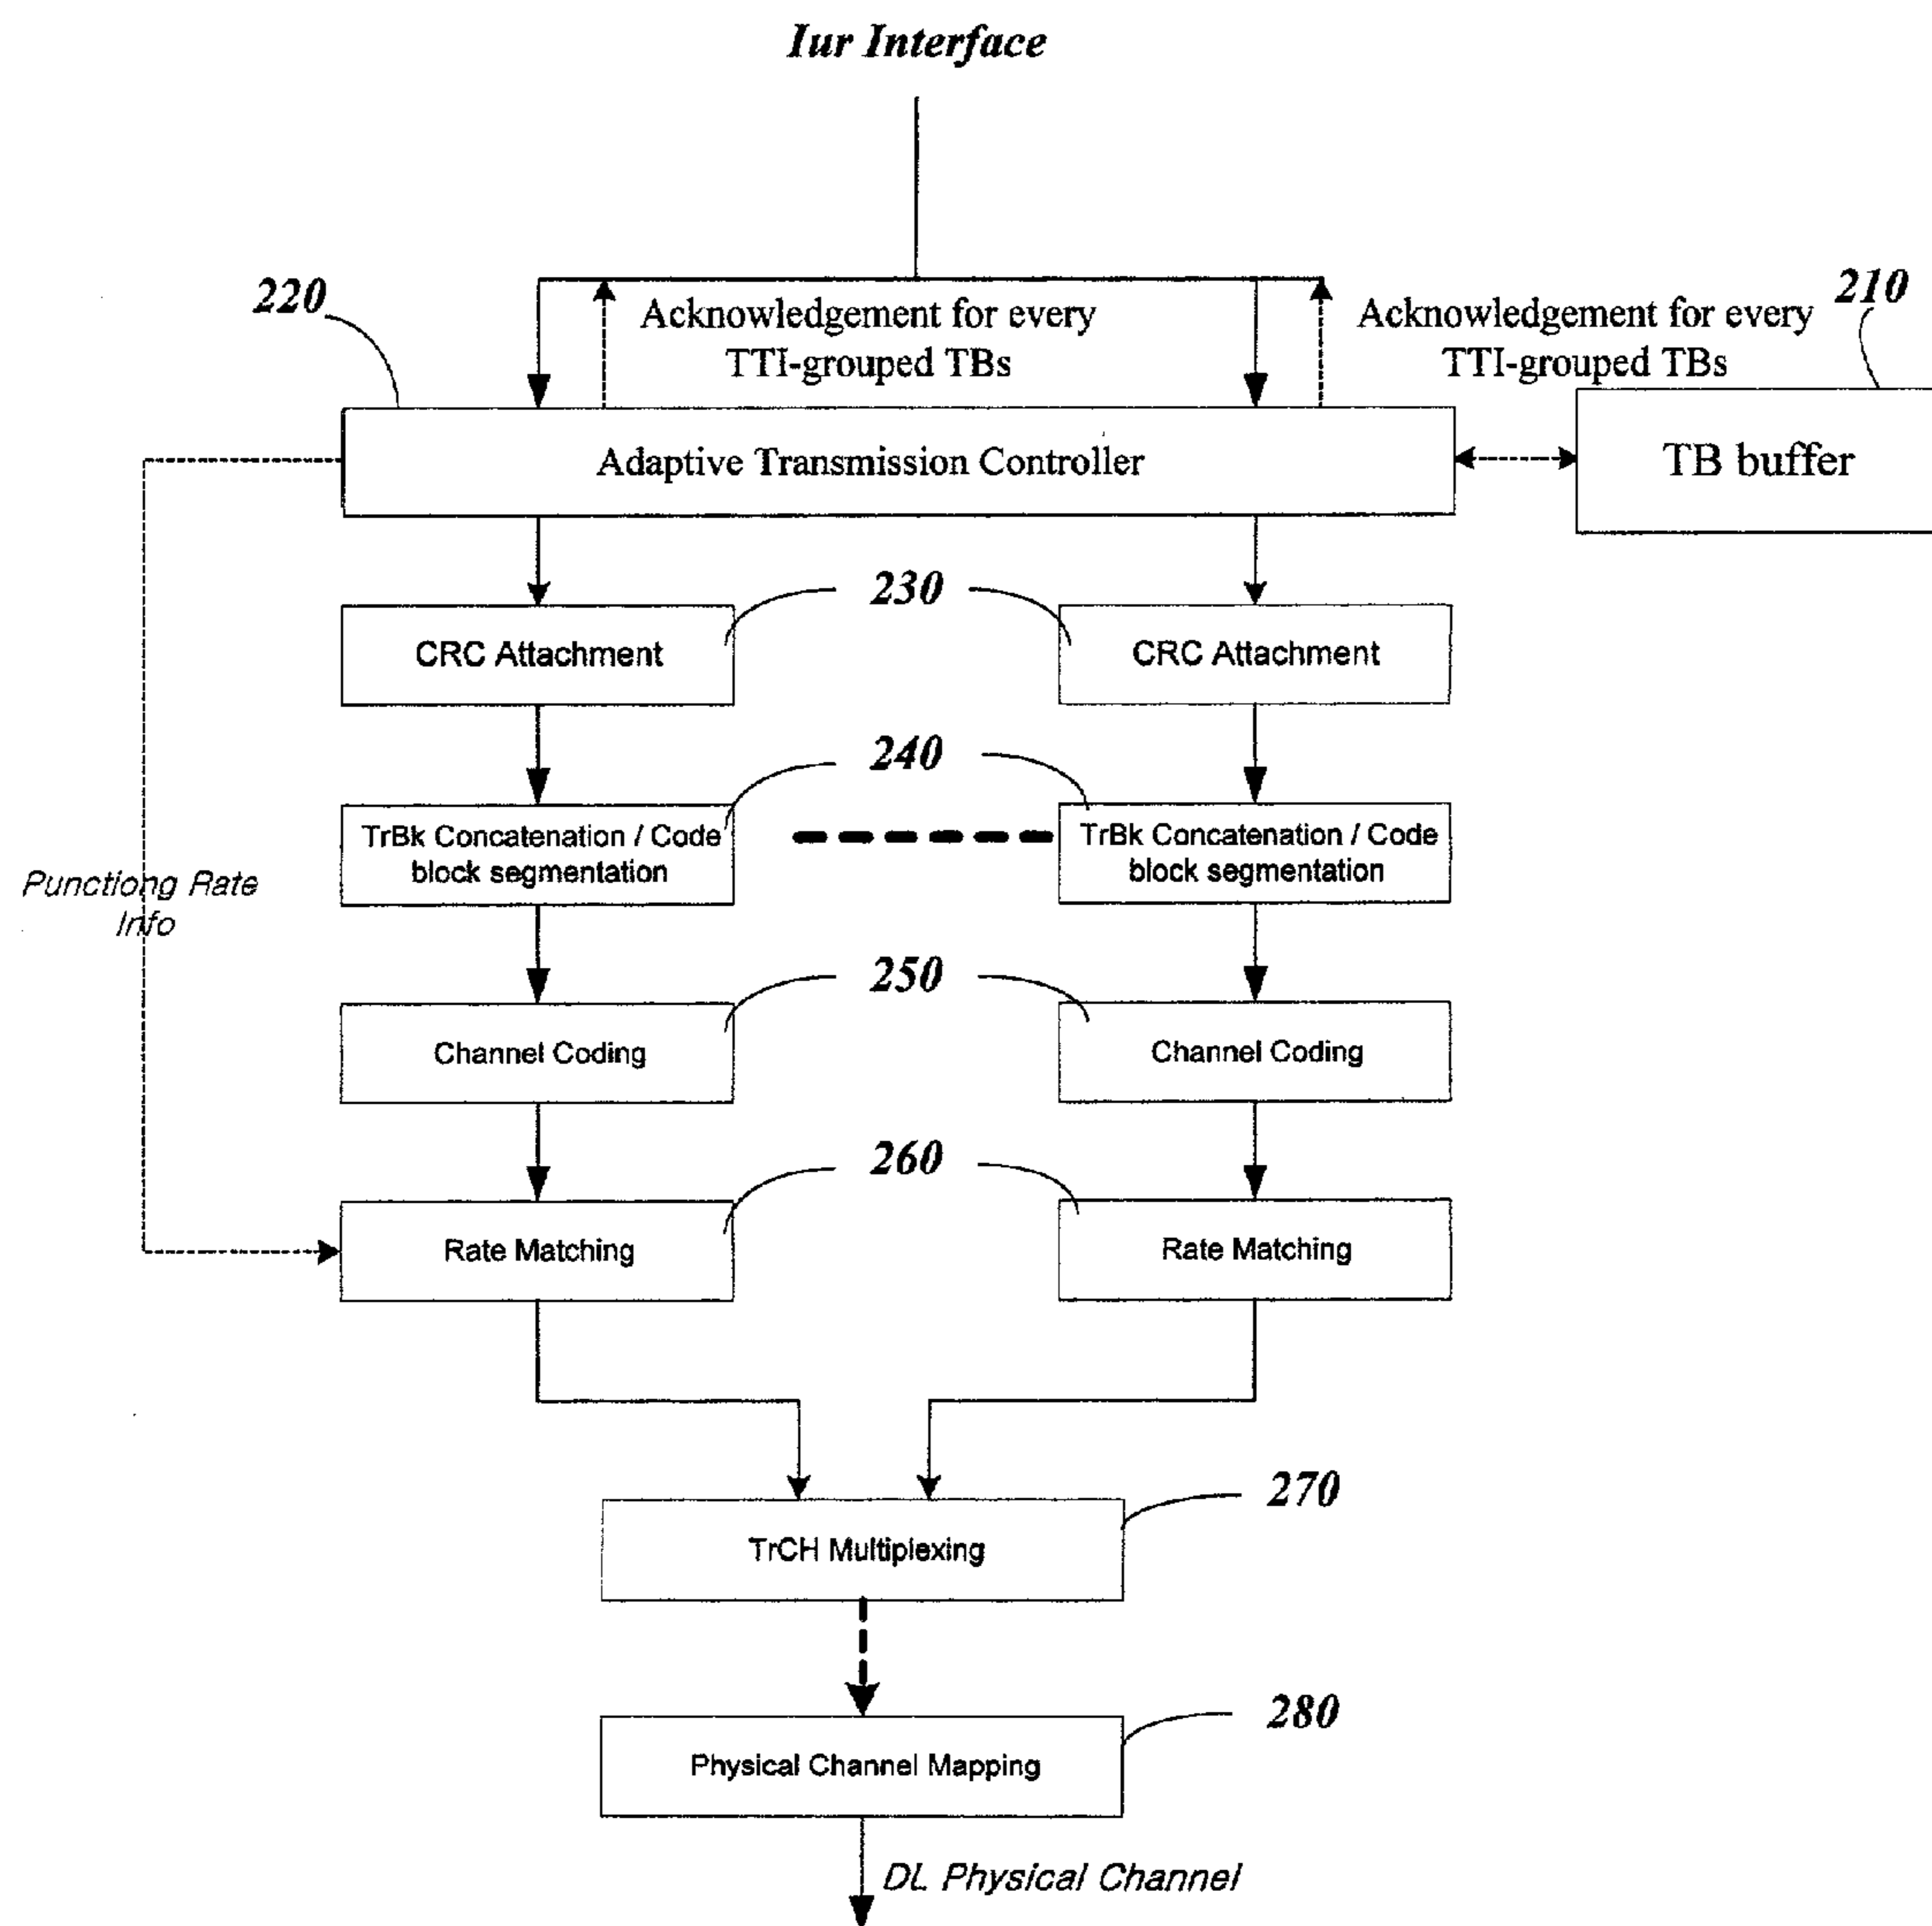 Iur Interface
220
Acknowledgement for every
TTI-grouped TBs
Acknowledgement for every
TTI-grouped TBs
210
Adaptive Transmission Controller
TB buffer
230
CRC Attachment
CRC Attachment
240
TrBk Concatenation / Code
block segmentation
TrBk Concatenation / Code
block segmentation
Punctiong Rate
Info
250
Channel Coding
Channel Coding
260
Rate Matching
Rate Matching
270
TrCH Multiplexing
280
Physical Channel Mapping
DL Physical Channel